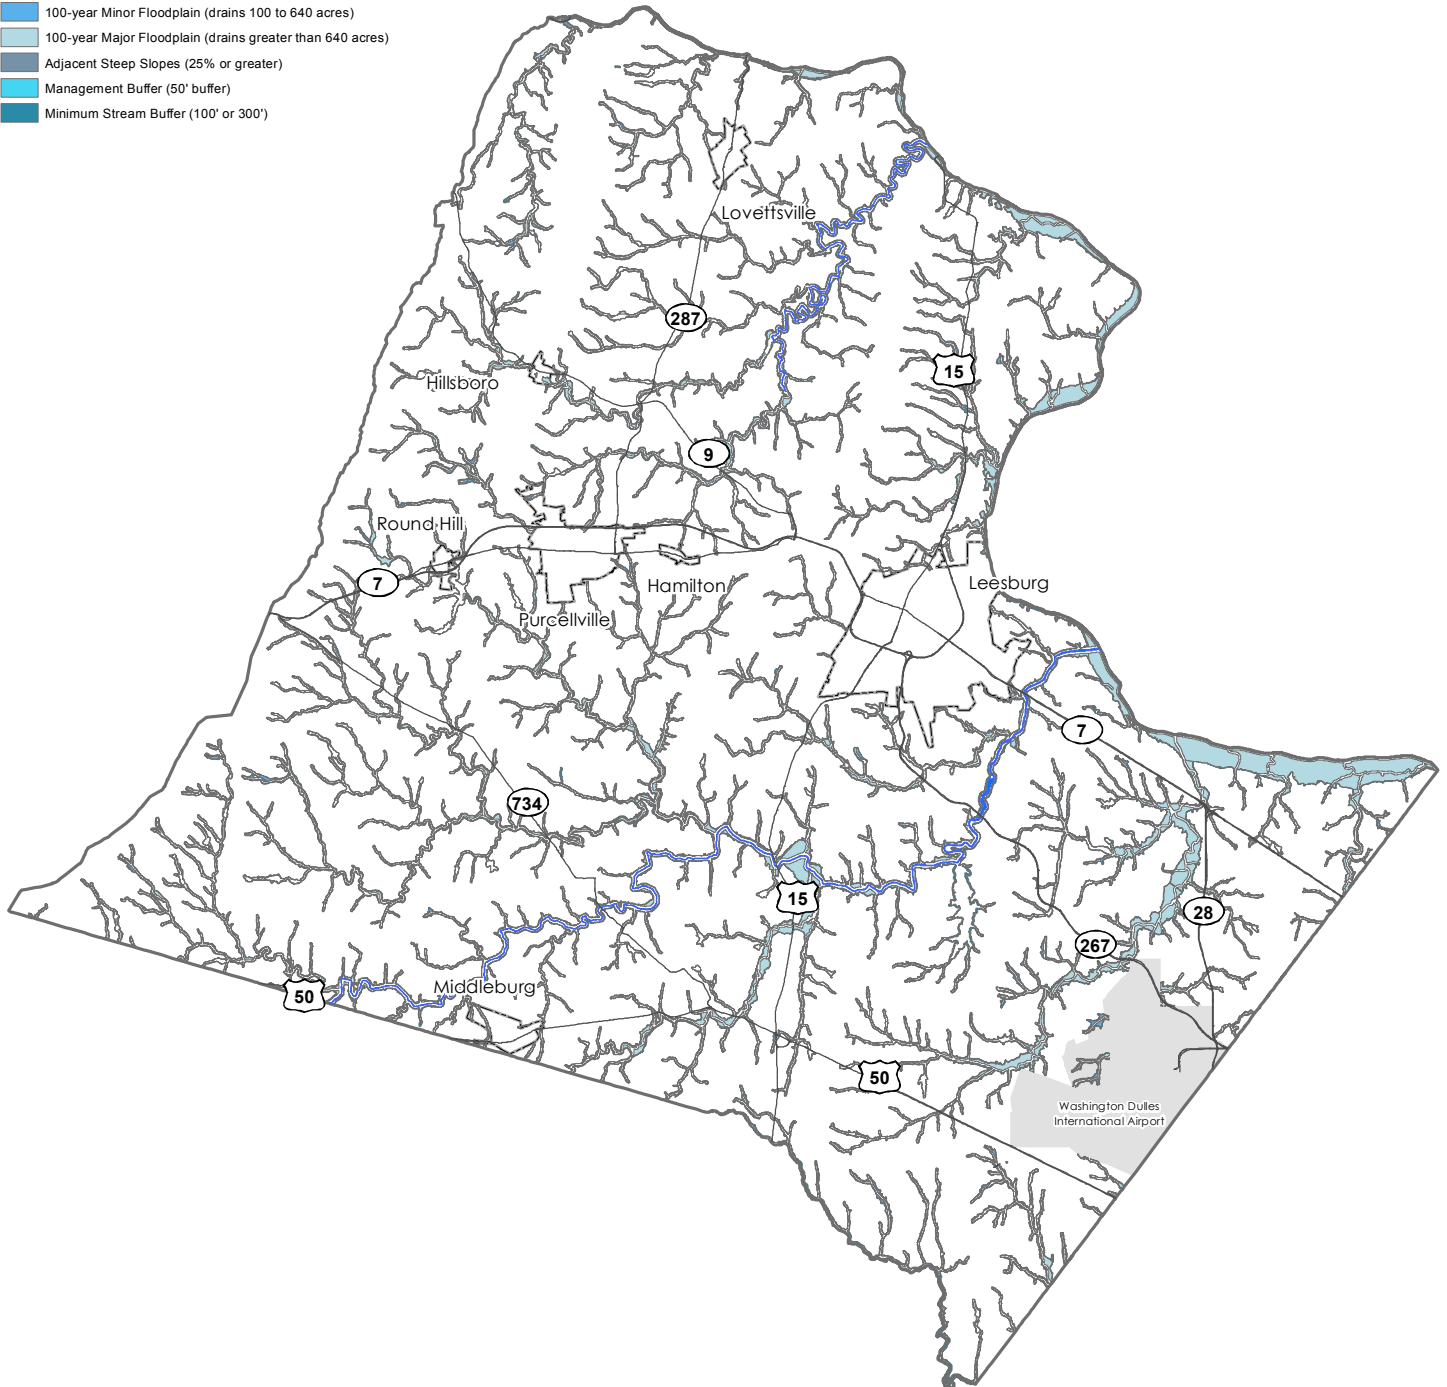 100-year Minor Floodplain (drains 100 to 640 acres)
100-year Major Floodplain (drains greater than 640 acres)
Adjacent Steep Slopes (25% or greater)
Management Buffer (50' buffer)
Minimum Stream Buffer (100' or 300')
Lovettsville
287
15
Hillsboro
9
Round Hill
7
Hamilton
Leesburg
Purcellville
7
734
15
28
267
50
Middleburg
50
Washington Dulles
International Airport